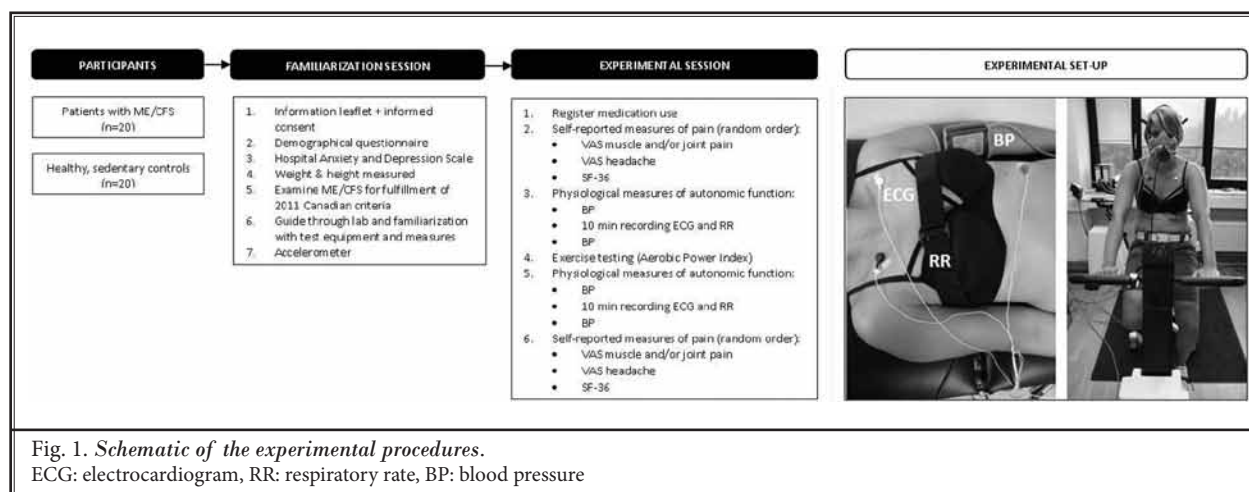 PARTICIPANTS
Patients with ME/CFS
(n=20)
Healthy, sedentary controls
(n=20)
FAMILIARIZATION SESSION
1. Information leaflet + informed
consent
2. Demographical questionnaire
3. Hospital Anxiety and Depression Scale
4. Weight & height measured
5. Examine ME/CFS for fulfillment of
2011 Canadian criteria
6. Guide through lab and familiarization
with test equipment and measures
7. Accelerometer
EXPERIMENTAL SESSION
1. Register medication use
2. Self-reported measures of pain (random order):
• VAS muscle and/or joint pain
• VAS headache
• SF-36
3. Physiological measures of autonomic function:
• BP
• 10 min recording ECG and RR
• BP
4. Exercise testing (Aerobic Power Index)
5. Physiological measures of autonomic function:
• BP
• 10 min recording ECG and RR
• BP
6. Self-reported measures of pain (random order):
• VAS muscle and/or joint pain
• VAS headache
• SF-36
EXPERIMENTAL SET-UP
BP
ECG
RR
Fig. 1. Schematic of the experimental procedures.
ECG: electrocardiogram, RR: respiratory rate, BP: blood pressure